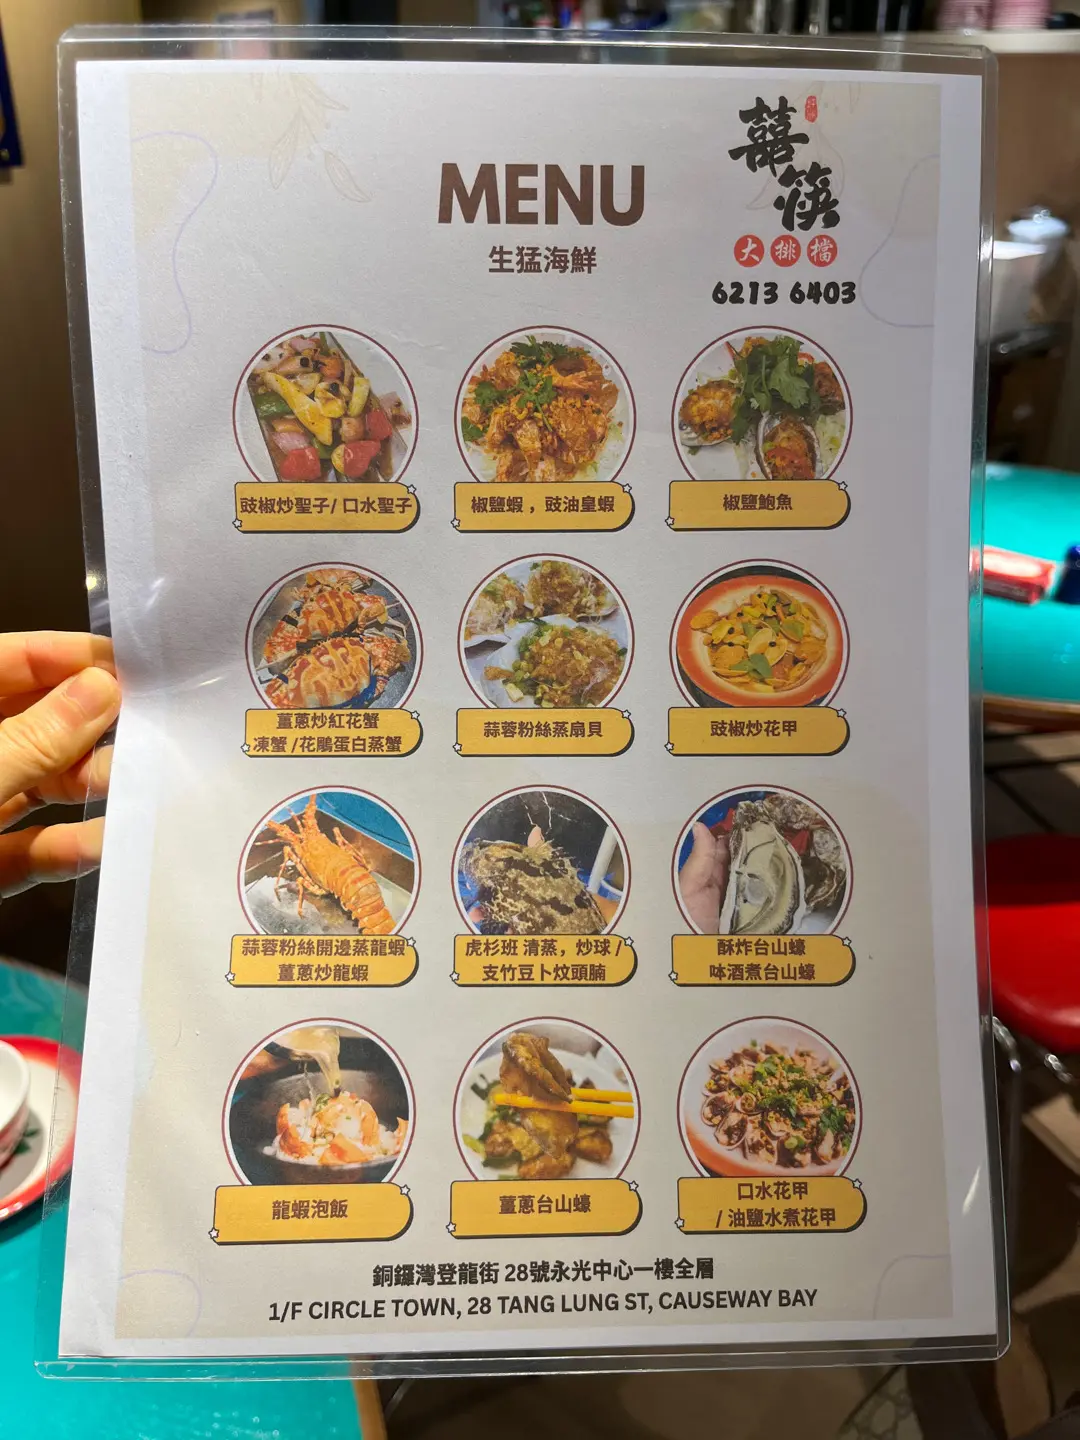 MENU
生猛海鮮
囍
筷
大排檔
6213 6403
豉椒炒聖子/ 口水聖子
椒鹽蝦，豉油皇蝦
椒鹽鮑魚
薑蔥炒紅花蟹
凍蟹 /花雕蛋白蒸蟹
蒜蓉粉絲蒸扇貝
豉椒炒花甲
蒜蓉粉絲開邊蒸龍蝦
薑蔥炒龍蝦
虎杉班 清蒸，炒球 /
支竹豆卜炆頭腩
酥炸台山蠔
砵酒煮台山蠔
龍蝦泡飯
薑蔥台山蠔
口水花甲
/ 油鹽水煮花甲
銅鑼灣登龍街 28號永光中心一樓全層
1/F CIRCLE TOWN, 28 TANG LUNG ST, CAUSEWAY BAY